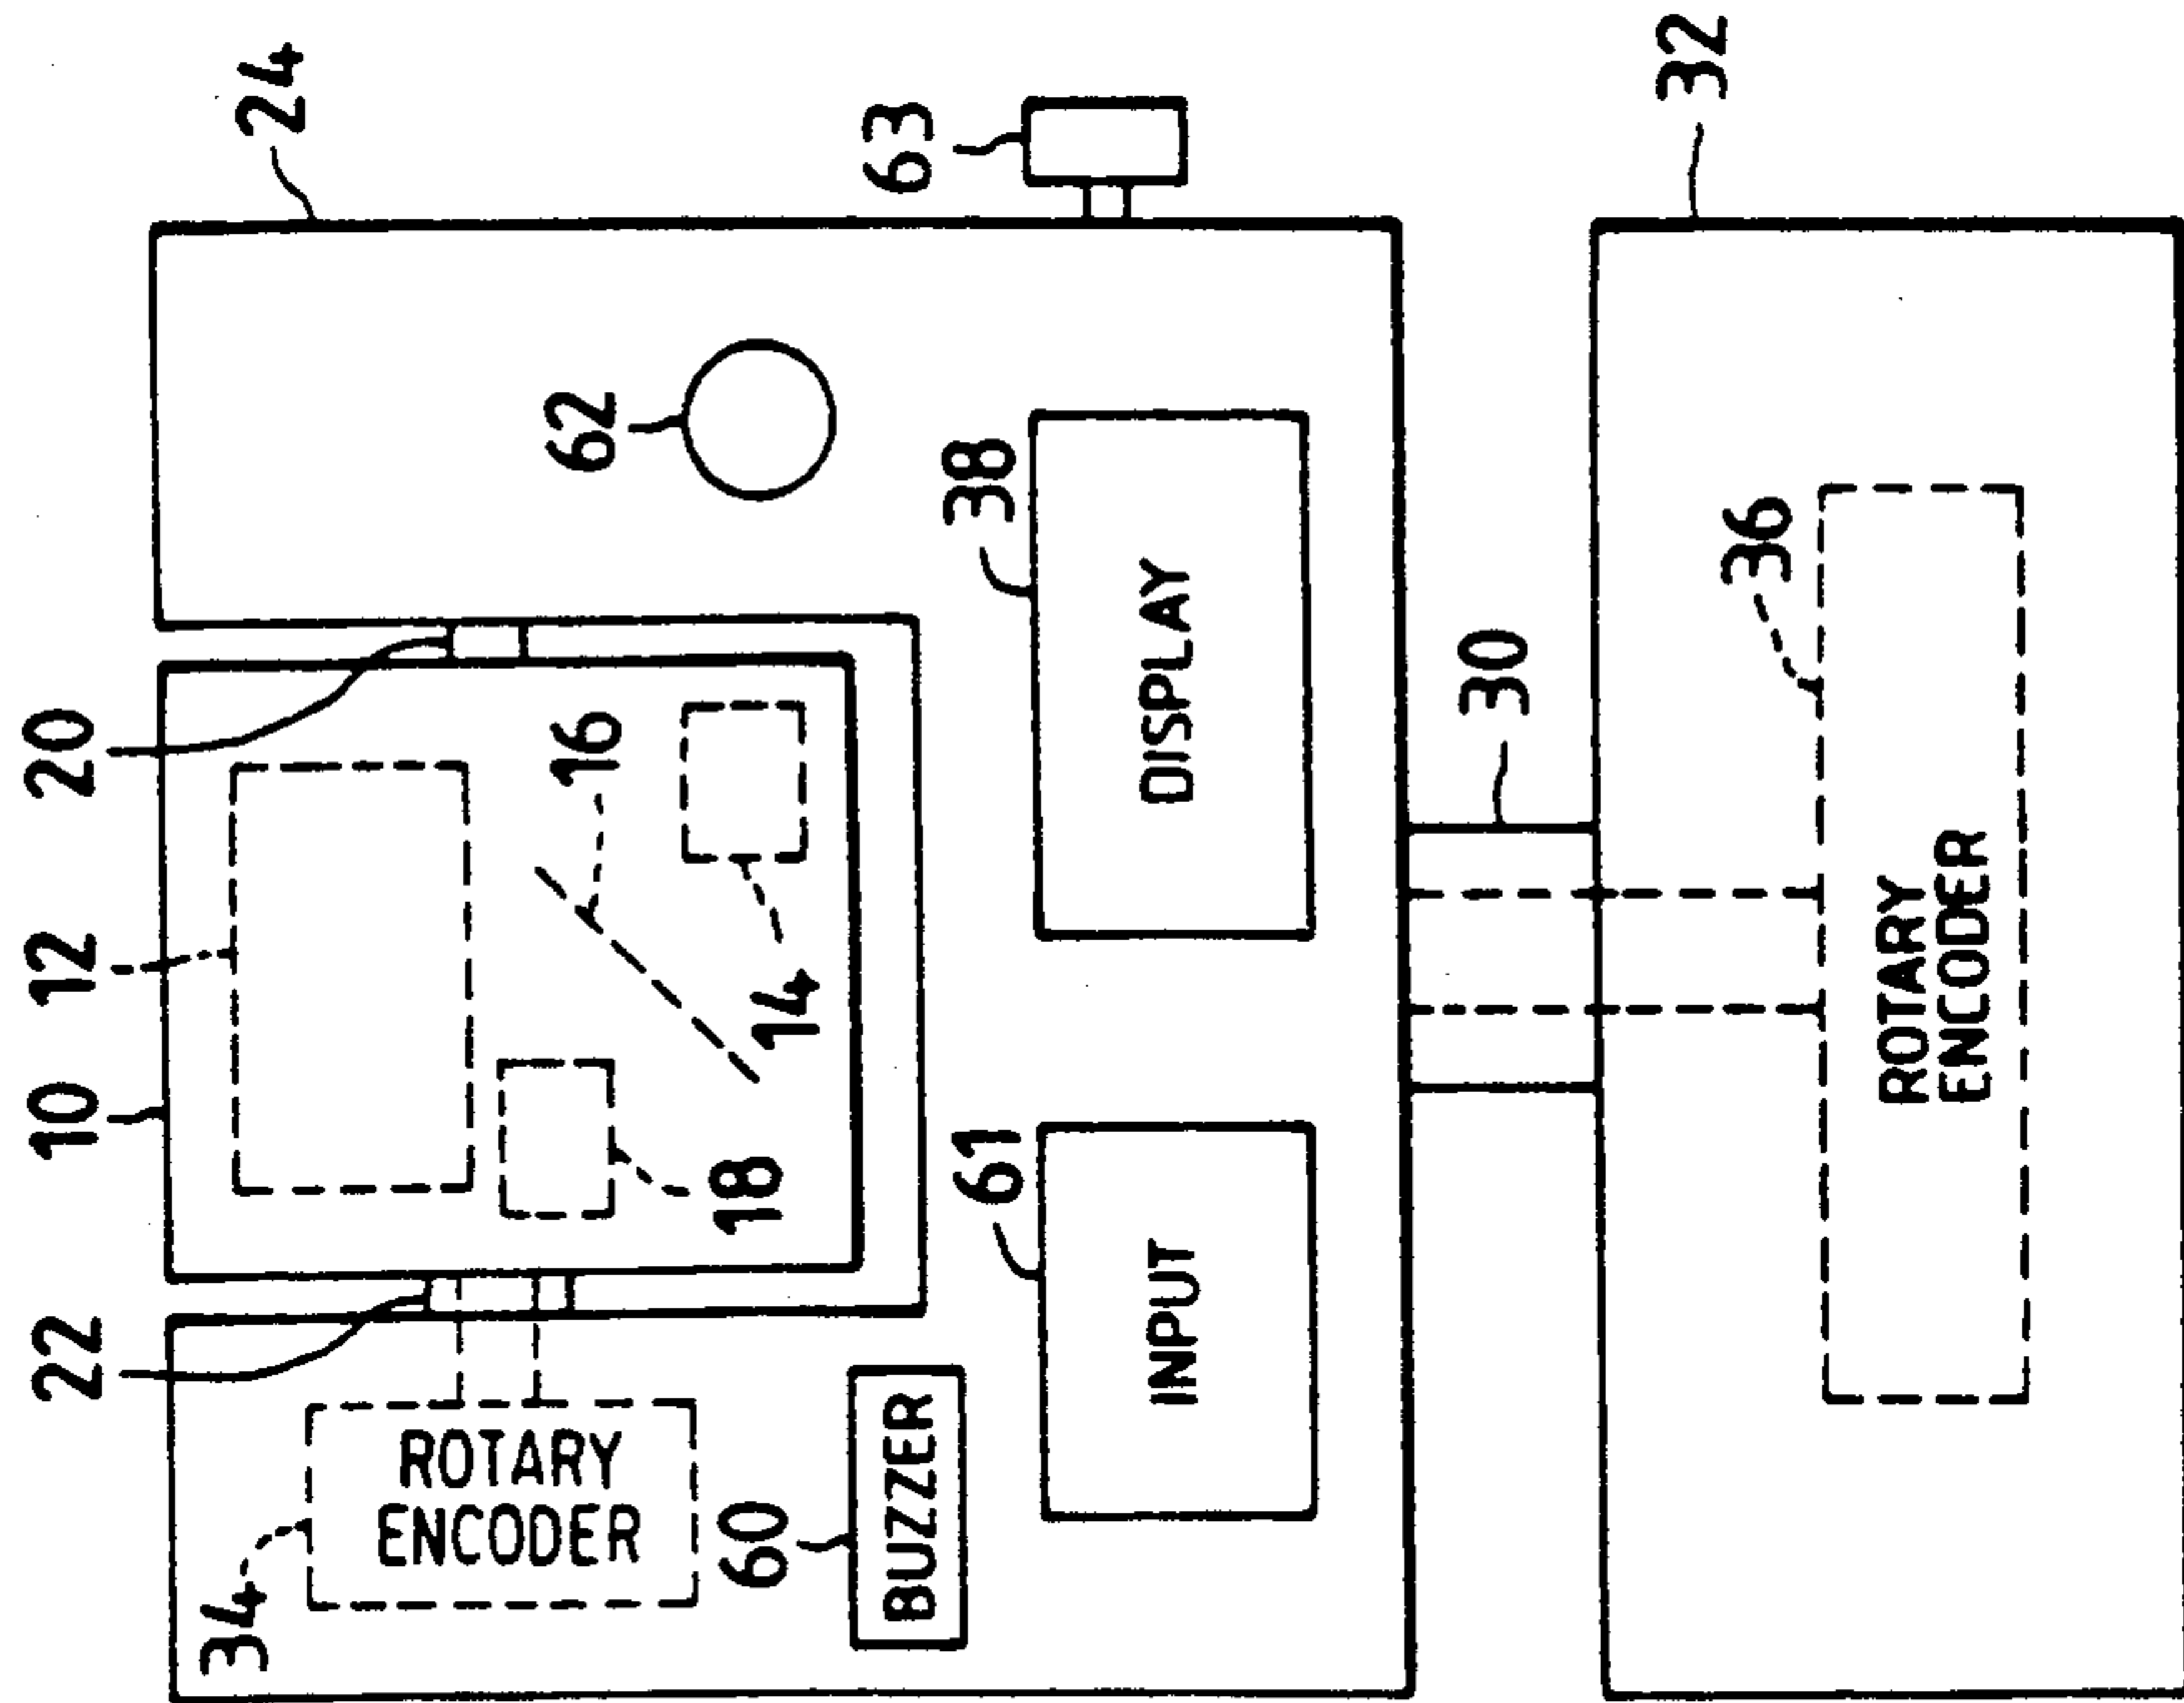 22
10
12
20
24
34
ROTARY
ENCODER
16
62
63
18
14
60
BUZZER
61
INPUT
38
DISPLAY
30
32
36
ROTARY
ENCODER